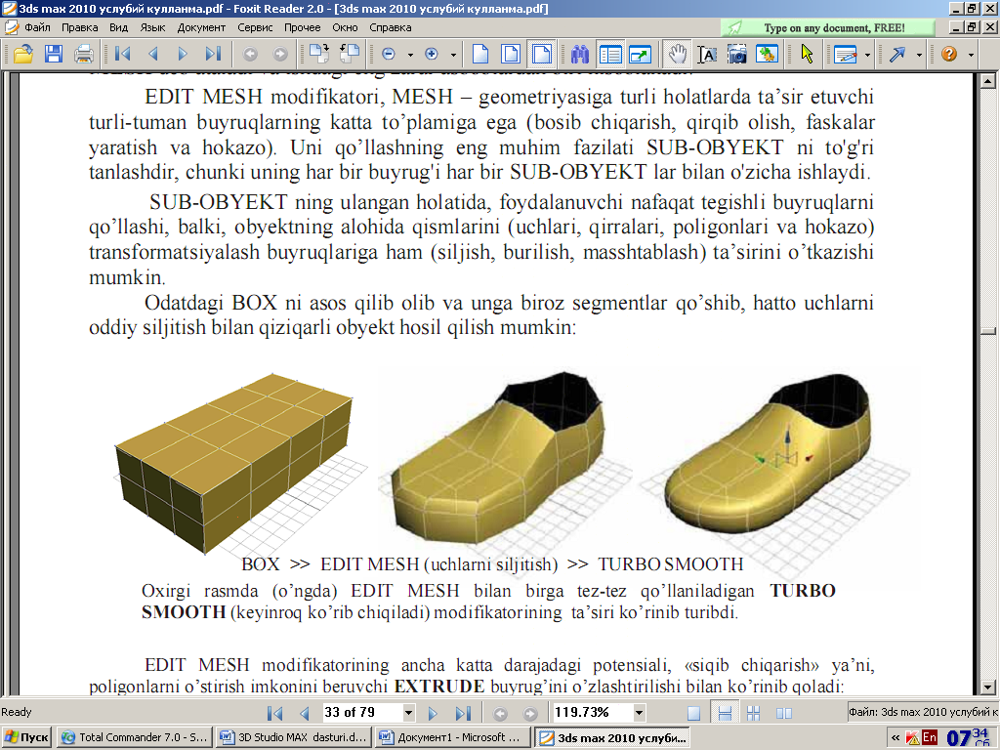 3ds max 2010 услубий кулланма.pdf - Foxit Reader 2.0 - [3ds max 2010 услубий кулланма.pdf]
Файл Правка Вид Язык Документ Сервис Прочее Окно Справка
Type on any document, FREE!
EDIT MESH modifikatori, MESH – geometriyasiga turli holatlarda ta’sir etuvchi
turli-tuman buyruqlarning katta to’plamiga ega (bosib chiqarish, qirqib olish, faskalar
yaratish va hokazo). Uni qo’llashning eng muhim fazilati SUB-OBYEKT ni to'g'ri
tanlashdir, chunki uning har bir buyrug'i har bir SUB-OBYEKT lar bilan o'zicha ishlaydi.
SUB-OBYEKT ning ulangan holatida, foydalanuvchi nafaqat tegishli buyruqlarni
qo’llashi, balki, obyektning alohida qismlarini (uchlari, qirralari, poligonlari va hokazo)
transformatsiyalash buyruqlariga ham (siljish, burilish, masshtablash) ta’sirini o’tkazishi
mumkin.
Odatdagi BOX ni asos qilib olib va unga biroz segmentlar qo’shib, hatto uchlarni
oddiy siljitish bilan qiziqarli obyekt hosil qilish mumkin:
BOX >> EDIT MESH (uchlarni siljitish) >> TURBO SMOOTH
Oxirgi rasmda (o’ngda) EDIT MESH bilan birga tez-tez qo’llaniladigan TURBO
SMOOTH (keyinroq ko’rib chiqiladi) modifikatorining ta’siri ko’rinib turibdi.
EDIT MESH modifikatorining ancha katta darajadagi potensiali, «siqib chiqarish» ya’ni,
poligonlarni o’stirish imkonini beruvchi EXTRUDE buyrug’ini o’zlashtirilishi bilan ko’rinib qoladi:
Ready
33 of 79
119.73%
Файл: 3ds max 2010 услубий к
Пуск
Total Commander 7.0 - S...
3D Studio MAX dasturi.d...
Документ1 - Microsoft ...
3ds max 2010 услуби...
«
En
07 34
Сб